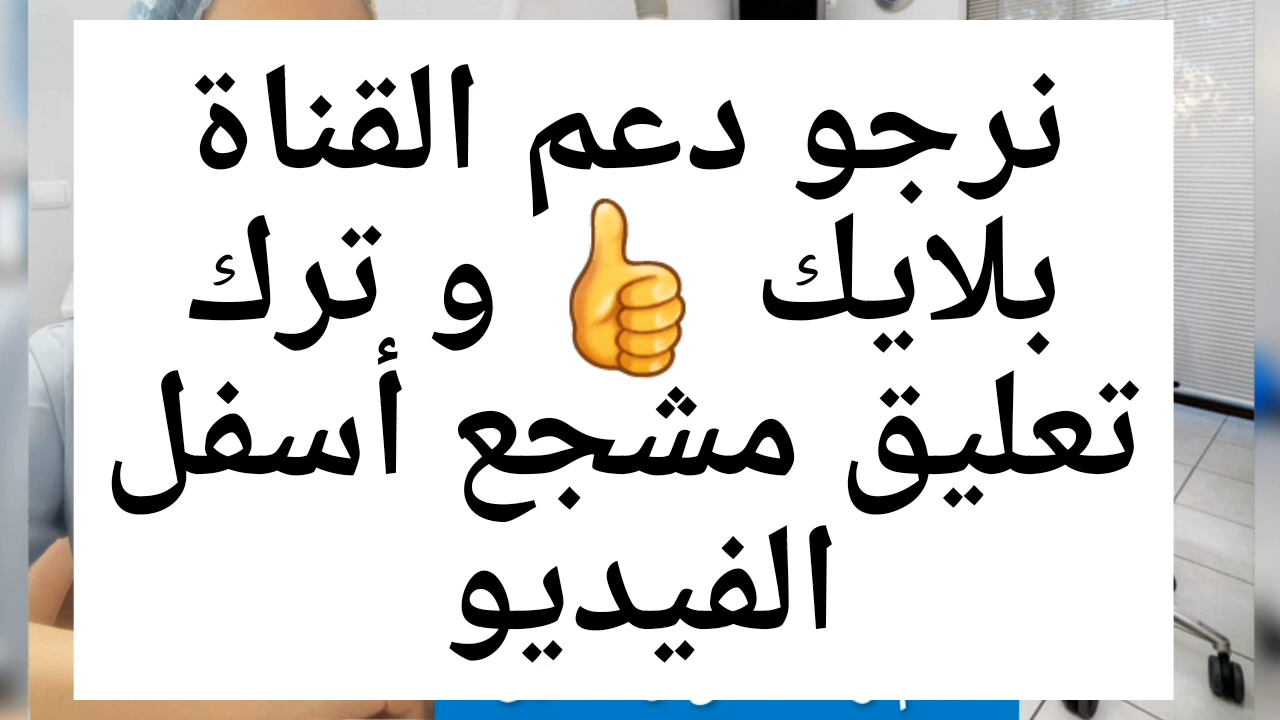 نرجو دعم القناة
بلايك 👍 و ترك
تعليق مشجع أسفل
الفيديو